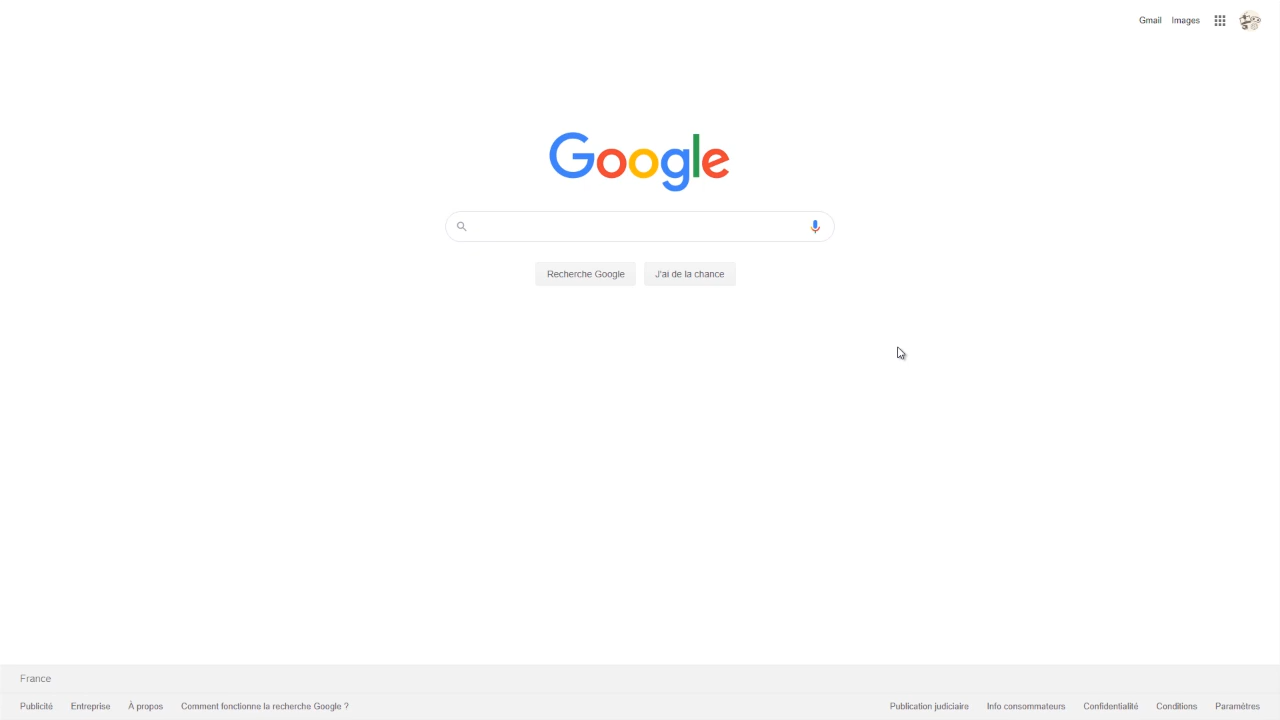 Gmail Images
Google
Recherche Google J'ai de la chance
France
Publicité Entreprise À propos Comment fonctionne la recherche Google ? Publication judiciaire Info consommateurs Confidentialité Conditions Paramètres